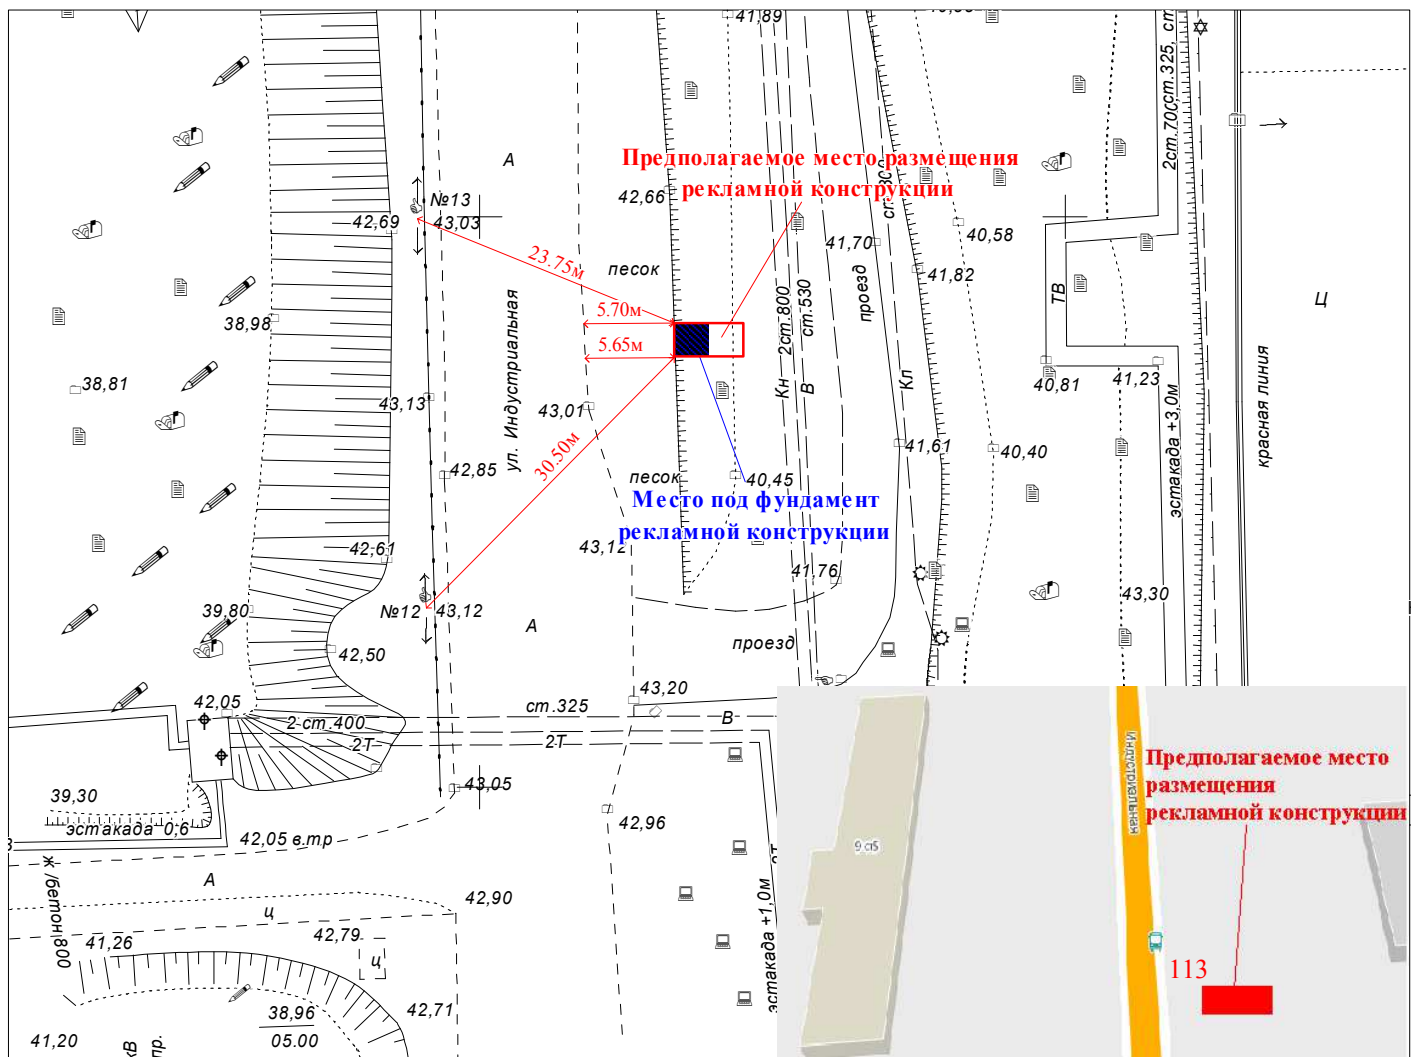 41,89
2ст.700, ст.325, ст
А
Предполагаемое место размещения
рекламной конструкции
42,66
№13
42,69
43,03
41,70
40,58
23.75м
песок
41,82
проезд
ТВ
Ц
5.70м
ул. Индустриальная
2ст.800
ст.530
38,98
5.65м
Кн
В
Кл
38,81
40,81
41,23
43,13
43,01
красная линия
эстакада +3,0м
42,85
30.50м
41,61
40,40
песок
40,45
Место под фундамент
рекламной конструкции
42,61
43,12
41,76
39,80
№12
43,12
43,30
А
проезд
42,50
43,20
42,05
ст.325
2-ст.400
В
2Т
2Т
43,05
39,30
эстакада 0,6
42,05 в.тр
42,96
ж/бетон 800
А
ц
42,90
42,79
ц
41,26
эстакада +1,0м
42,71
38,96
05.00
41,20
кВ
пр.
Индустриальная
Предполагаемое место
размещения
рекламной конструкции
113